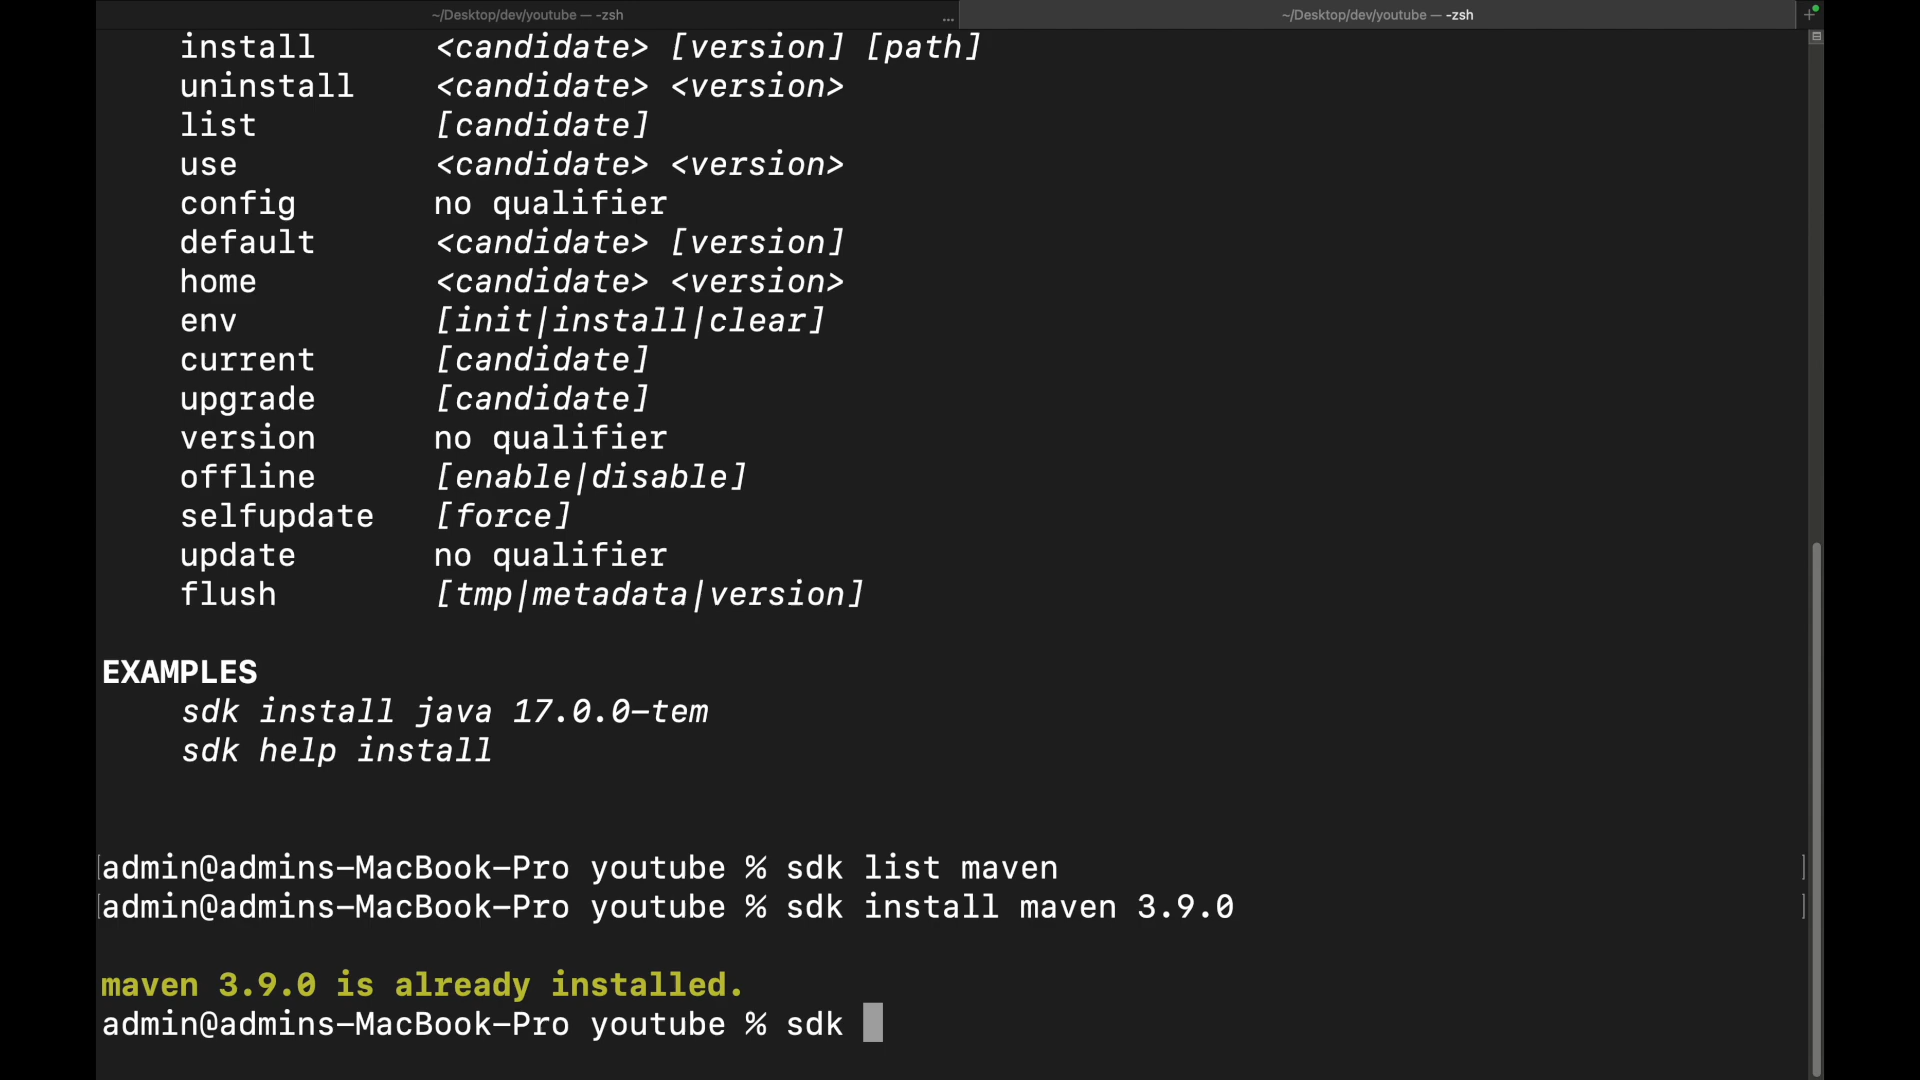 ~/Desktop/dev/youtube — -zsh
...
~/Desktop/dev/youtube — -zsh
+
install <candidate> [version] [path]
uninstall <candidate> <version>
list [candidate]
use <candidate> <version>
config no qualifier
default <candidate> [version]
home <candidate> <version>
env [init|install|clear]
current [candidate]
upgrade [candidate]
version no qualifier
offline [enable|disable]
selfupdate [force]
update no qualifier
flush [tmp|metadata|version]
EXAMPLES
sdk install java 17.0.0-tem
sdk help install
[admin@admins-MacBook-Pro youtube % sdk list maven ]
[admin@admins-MacBook-Pro youtube % sdk install maven 3.9.0 ]
maven 3.9.0 is already installed.
admin@admins-MacBook-Pro youtube % sdk